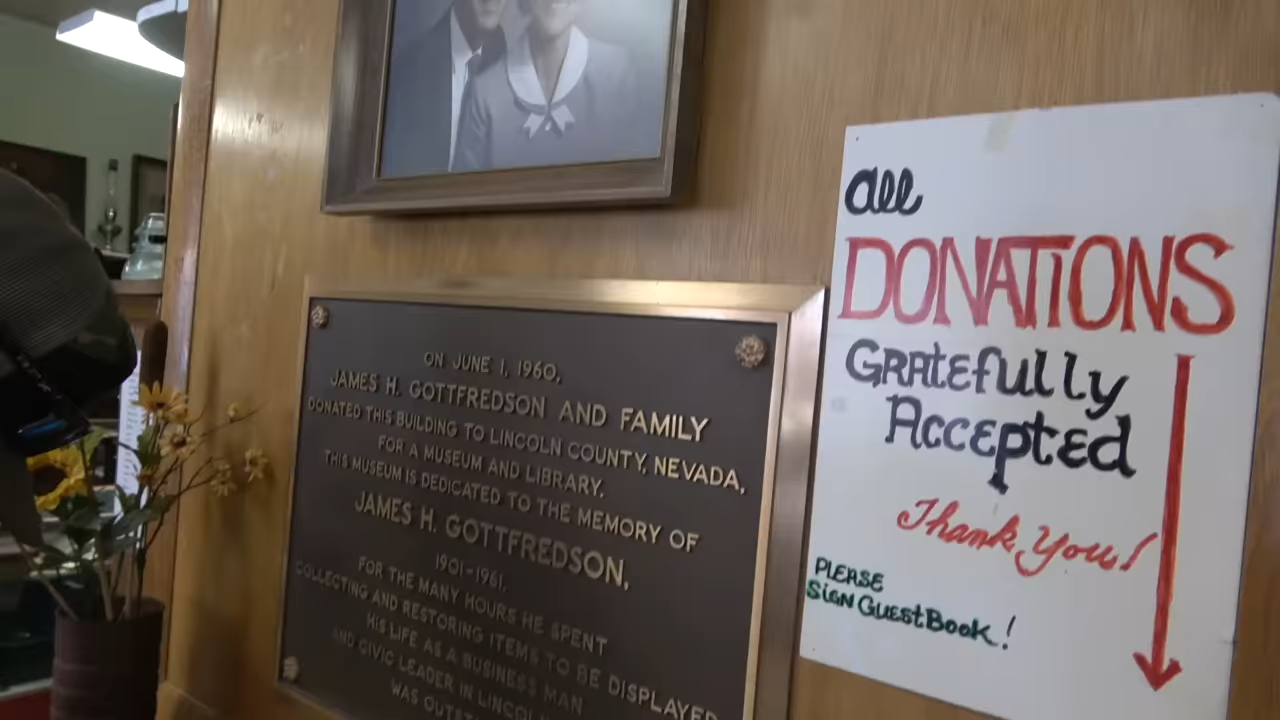 ON JUNE 1, 1960,
JAMES H. GOTTFREDSON AND FAMILY
DONATED THIS BUILDING TO LINCOLN COUNTY, NEVADA,
FOR A MUSEUM AND LIBRARY.
THIS MUSEUM IS DEDICATED TO THE MEMORY OF
JAMES H. GOTTFREDSON,
1901-1961,
FOR THE MANY HOURS HE SPENT
COLLECTING AND RESTORING ITEMS TO BE DISPLAYED
HIS LIFE AS A BUSINESS MAN
AND CIVIC LEADER IN
WAS
All
DONATIONS
GRAtEfully
AccEptED
Thank You!
PLEASE
SiGN GuEst BooK!